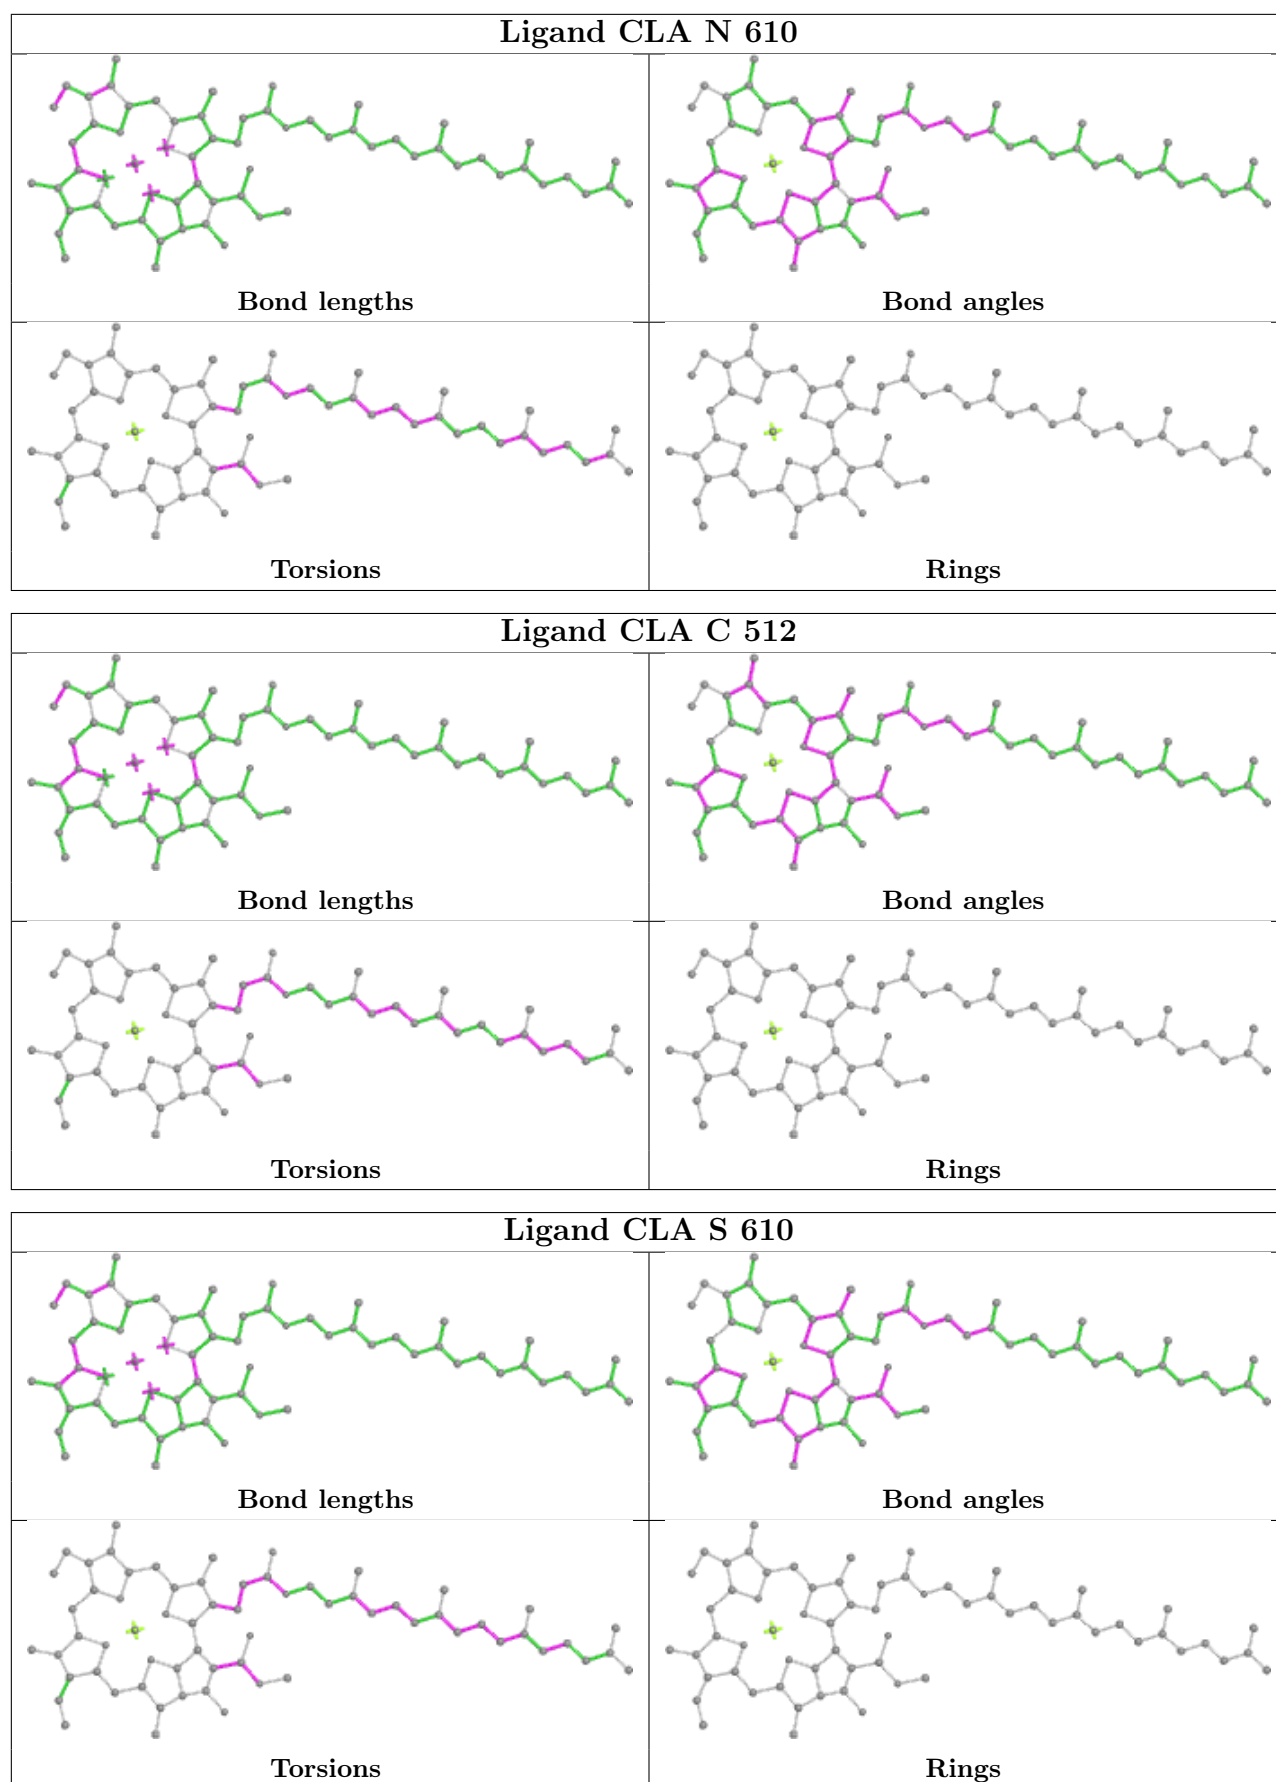 Ligand CLA N 610
Bond lengths
Bond angles
Torsions
Rings
Ligand CLA C 512
Bond lengths
Bond angles
Torsions
Rings
Ligand CLA S 610
Bond lengths
Bond angles
Torsions
Rings